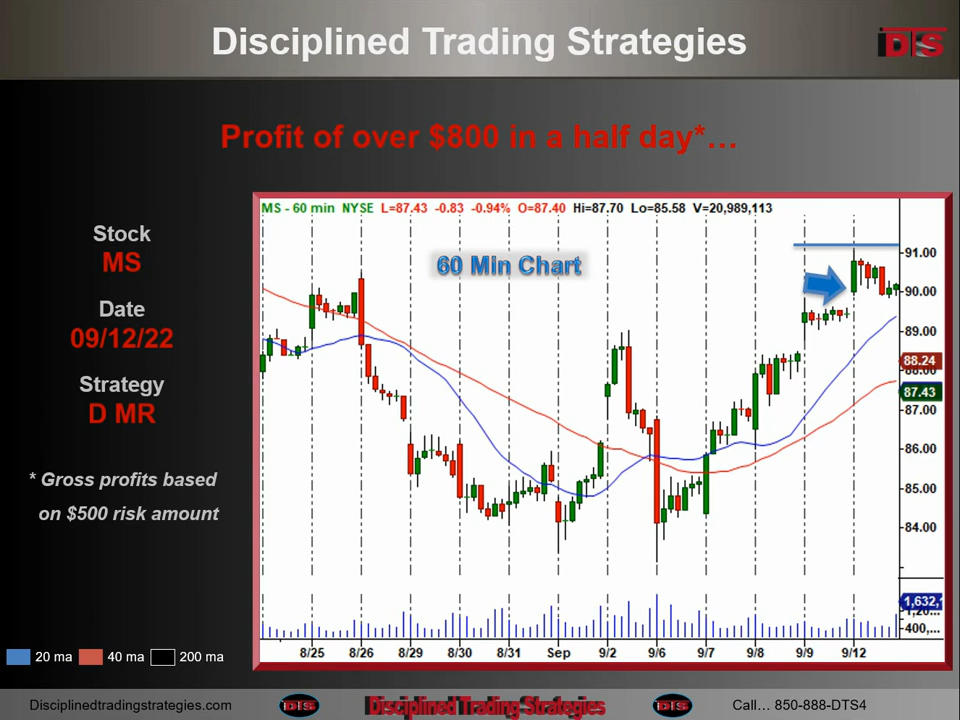 Disciplined Trading Strategies
iDTS
Profit of over $800 in a half day*…
Stock
MS
Date
09/12/22
Strategy
D MR
* Gross profits based
on $500 risk amount
MS - 60 min NYSE L=87.43 -0.83 -0.94% O=87.40 Hi=87.70 Lo=85.58 V=20,989,113
60 Min Chart
91.00
90.00
89.00
88.24
88.00
87.43
87.00
86.00
85.00
84.00
1,632,
400,...
8/25 8/26 8/29 8/30 8/31 Sep 9/2 9/6 9/7 9/8 9/9 9/12
20 ma 40 ma 200 ma
Disciplinedtradingstrategies.com iDTS Disciplined Trading Strategies iDTS Call… 850-888-DTS4